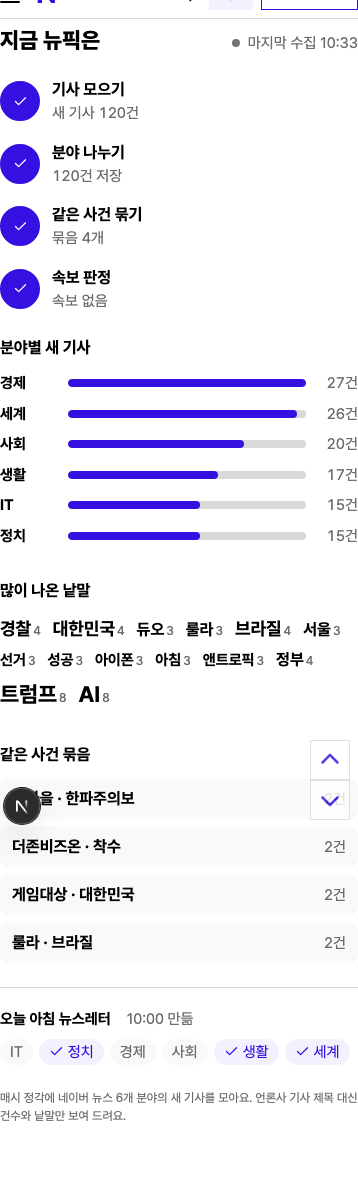 지금 뉴픽은
마지막 수집 10:33
기사 모으기
새 기사 120건
분야 나누기
120건 저장
같은 사건 묶기
묶음 4개
속보 판정
속보 없음
분야별 새 기사
경제 27건
세계 26건
사회 20건
생활 17건
IT 15건
정치 15건
많이 나온 낱말
경찰 4 대한민국 4 듀오 3 룰라 3 브라질 4 서울 3
선거 3 성공 3 아이폰 3 아침 3 앤트로픽 3 정부 4
트럼프 8 AI 8
같은 사건 묶음
· 한파주의보
더존비즈온 · 착수 2건
게임대상 · 대한민국 2건
룰라 · 브라질 2건
오늘 아침 뉴스레터 10:00 만듦
IT 정치 경제 사회 생활 세계
매시 정각에 네이버 뉴스 6개 분야의 새 기사를 모아요. 언론사 기사 제목 대신
건수와 낱말만 보여 드려요.